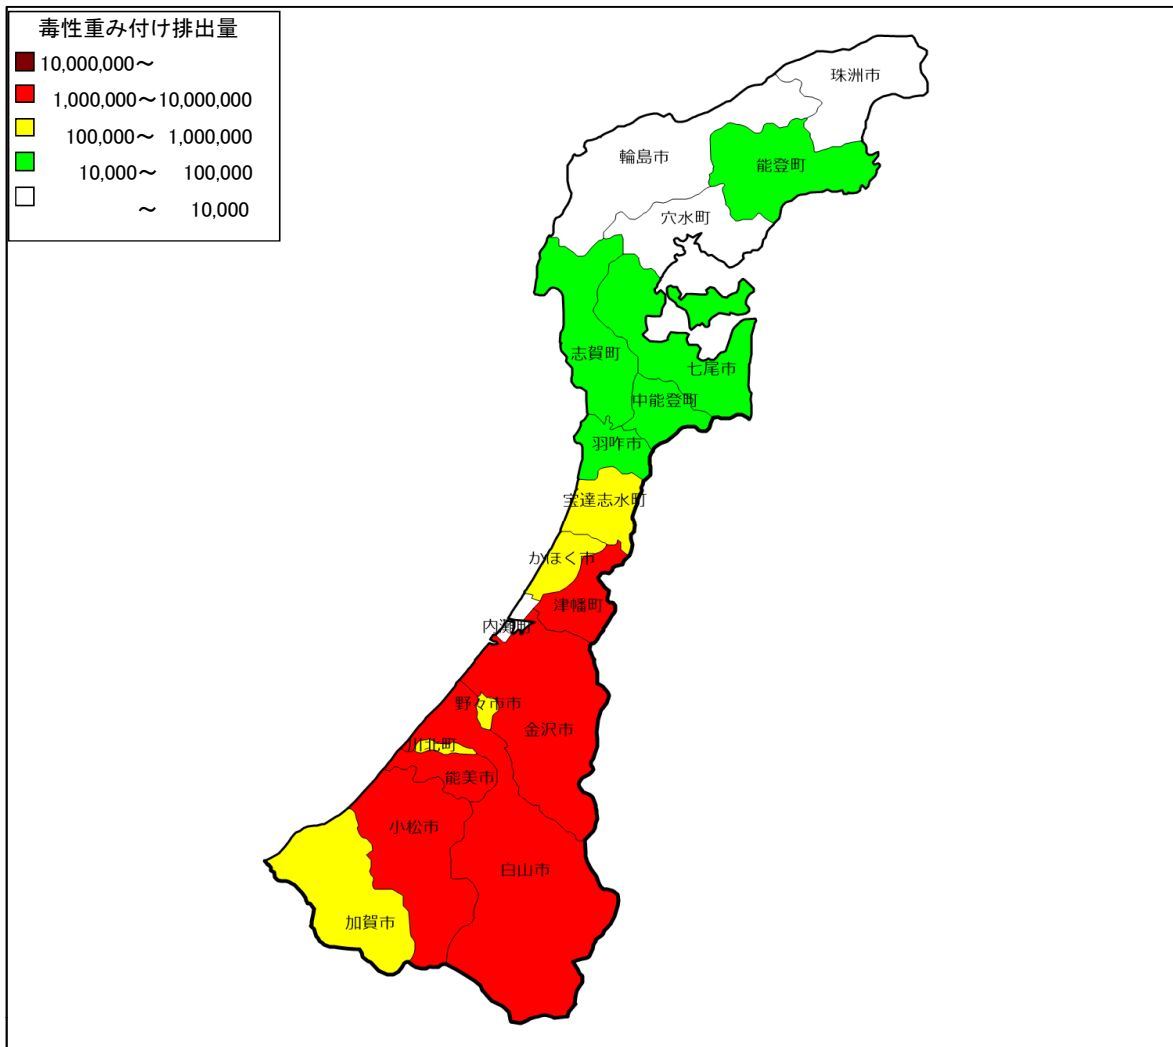 毒性重み付け排出量
10,000,000～
1,000,000～10,000,000
100,000～ 1,000,000
10,000～ 100,000
～ 10,000
珠洲市
輪島市
能登町
穴水町
志賀町
七尾市
中能登町
羽咋市
宝達志水町
かほく市
津幡町
内灘町
野々市市
金沢市
川北町
能美市
小松市
白山市
加賀市